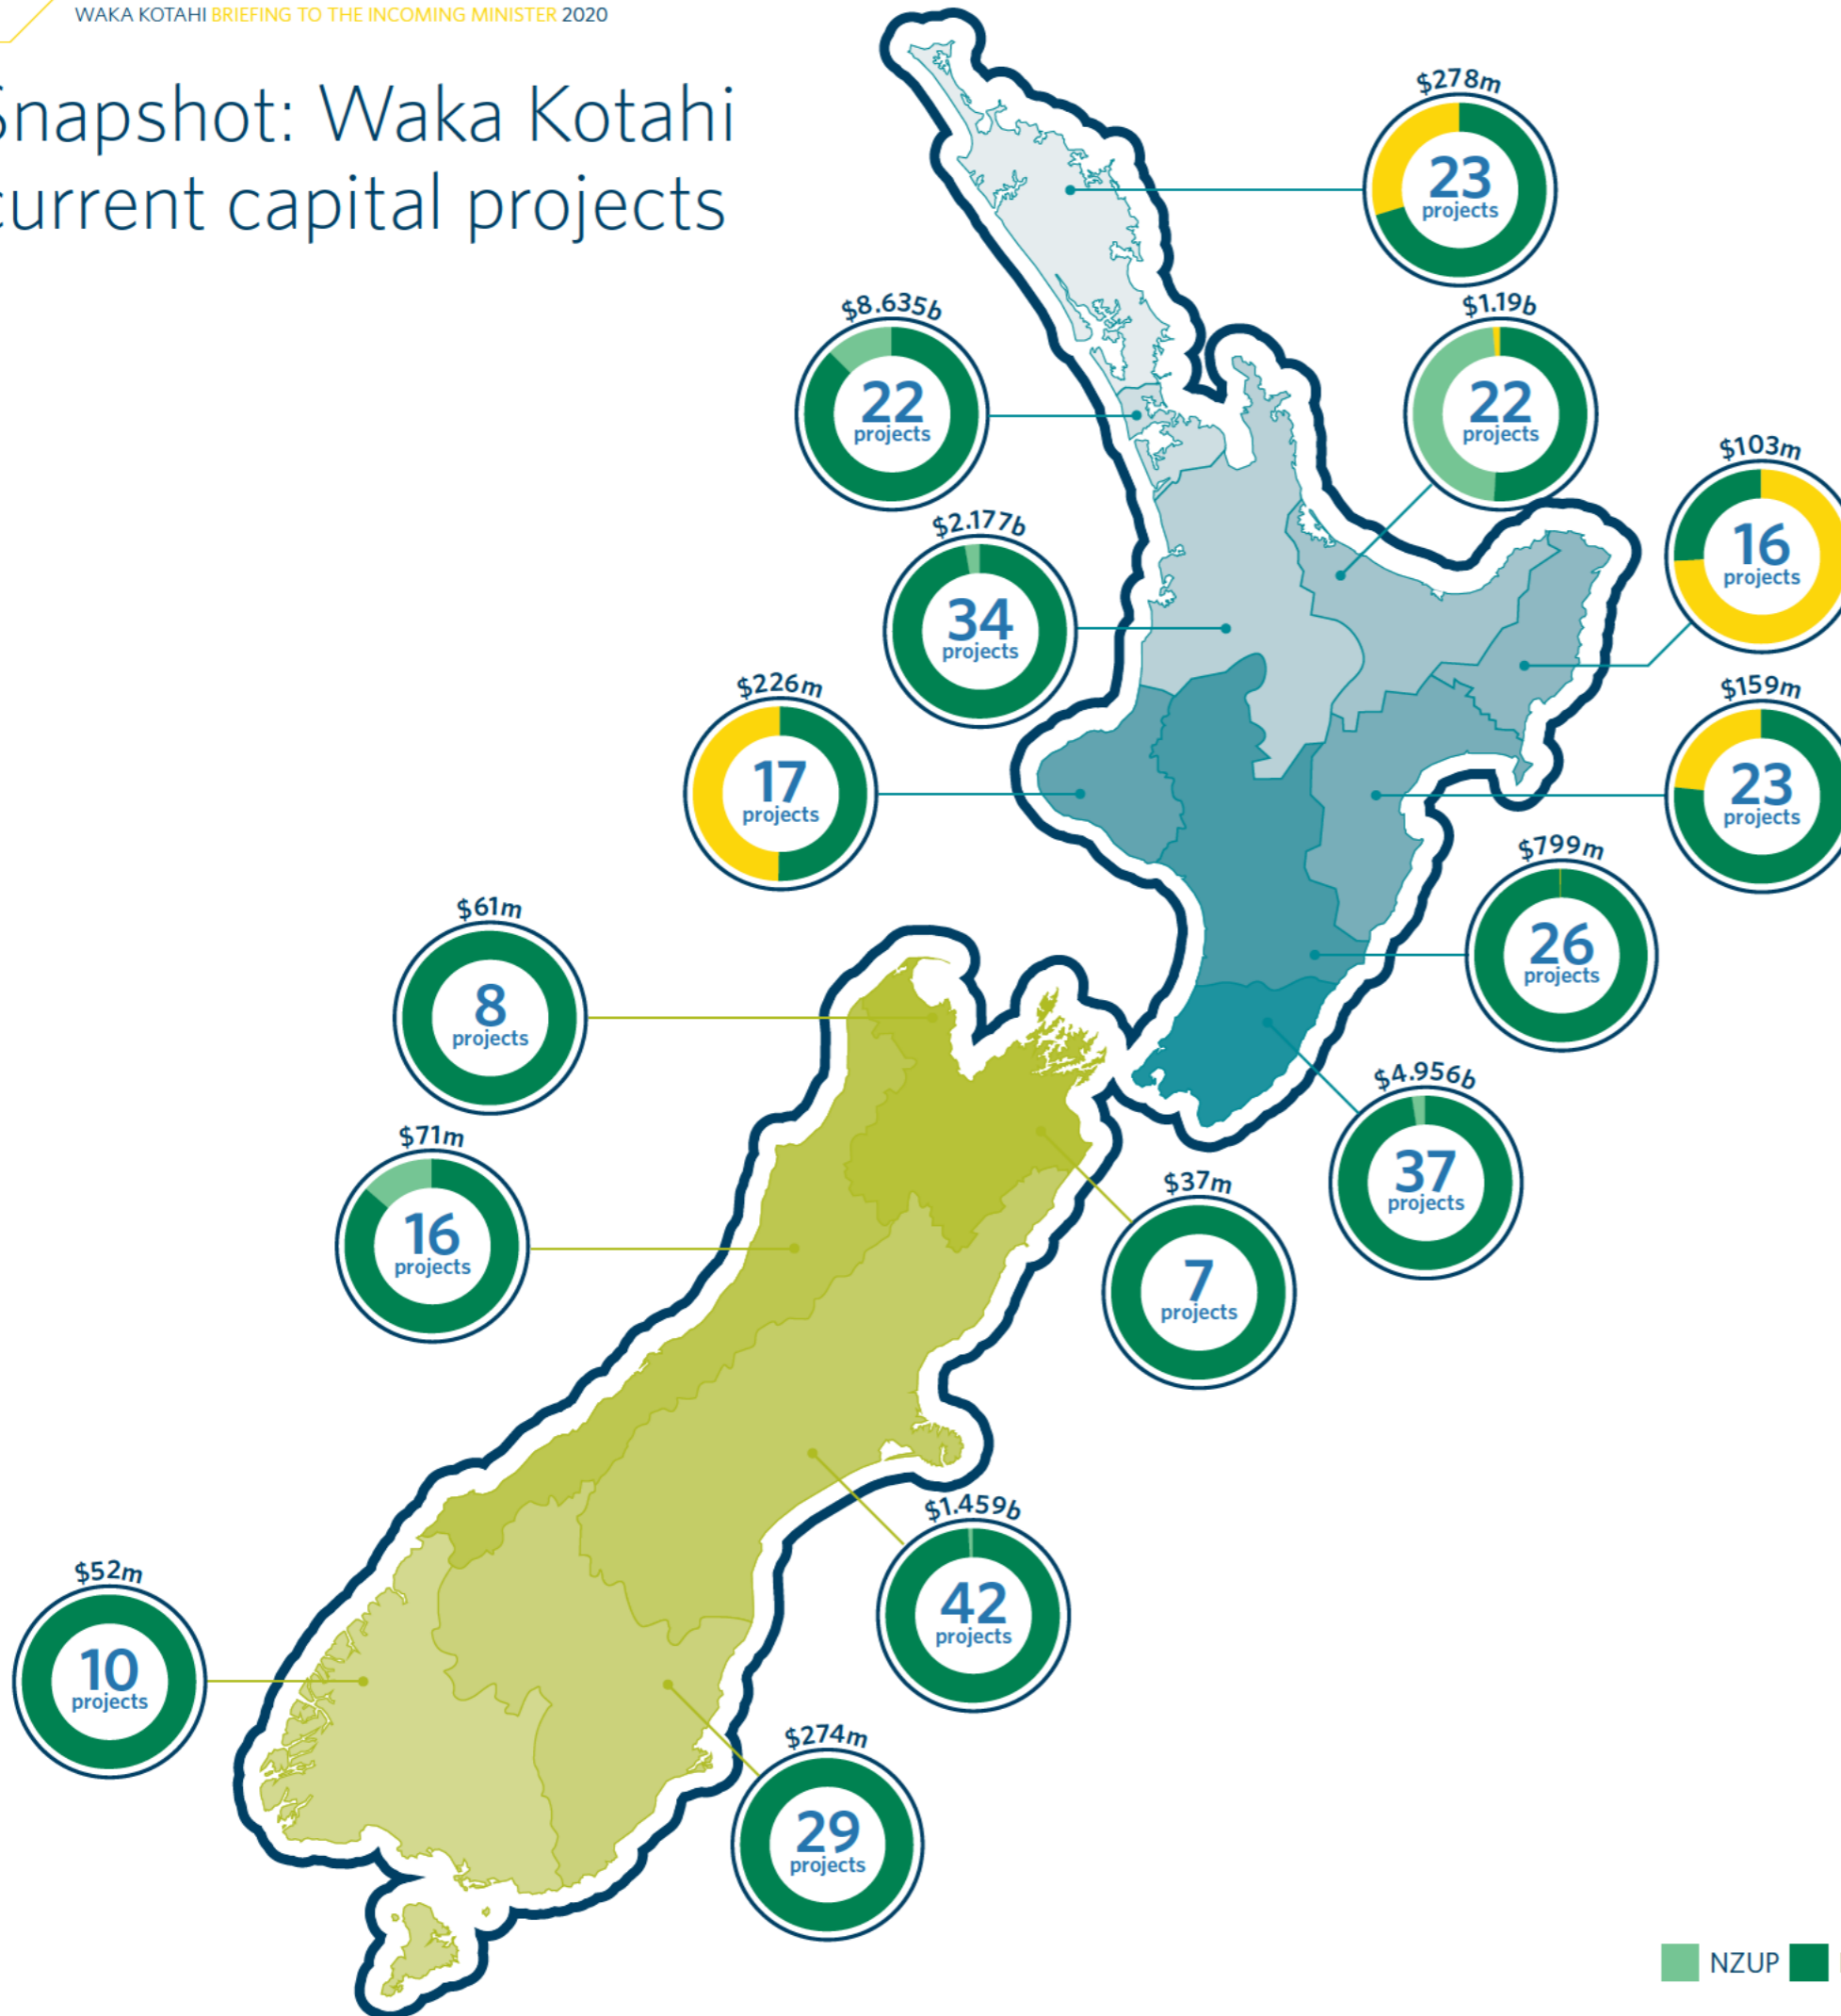 WAKA KOTAHI BRIEFING TO THE INCOMING MINISTER 2020
Snapshot: Waka Kotahi
current capital projects
$278m
23
projects
$8.635b
22
projects
$1.19b
22
projects
$103m
16
projects
$2.177b
34
projects
$226m
17
projects
$159m
23
projects
$799m
26
projects
$61m
8
projects
$4.956b
37
projects
$71m
16
projects
$37m
7
projects
$1.459b
42
projects
$52m
10
projects
$274m
29
projects
NZUP